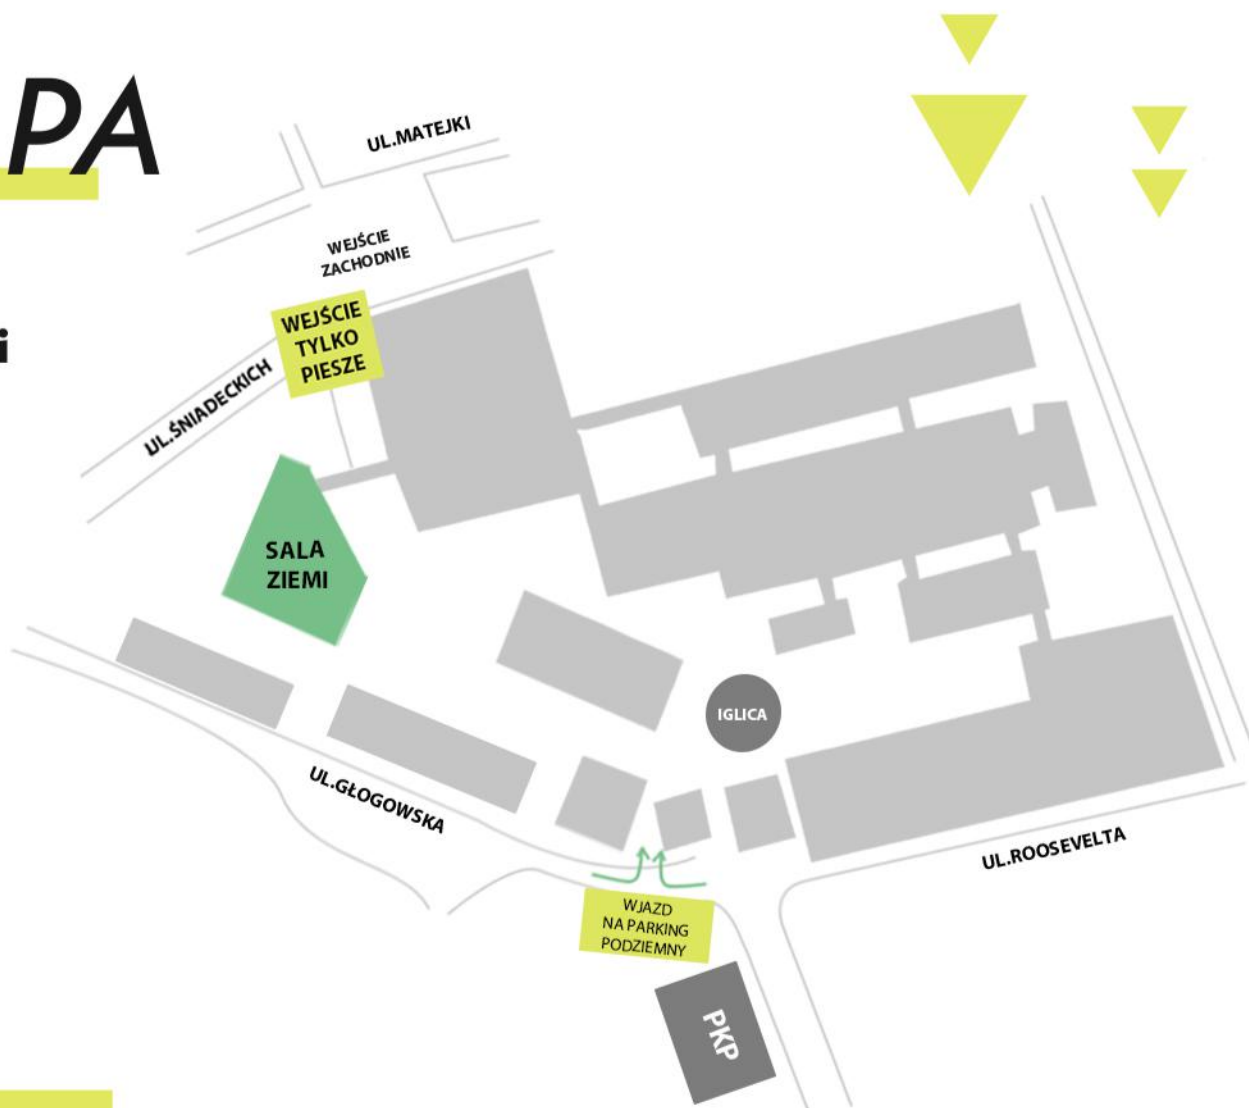 PA
UL.MATEJKI
WEJŚCIE
ZACHODNIE
i
WEJŚCIE
TYLKO
PIESZE
UL.ŚNIADECKICH
SALA
ZIEMI
IGLICA
UL.GŁOGOWSKA
UL.ROOSEVELTA
WJAZD
NA PARKING
PODZIEMNY
PKP